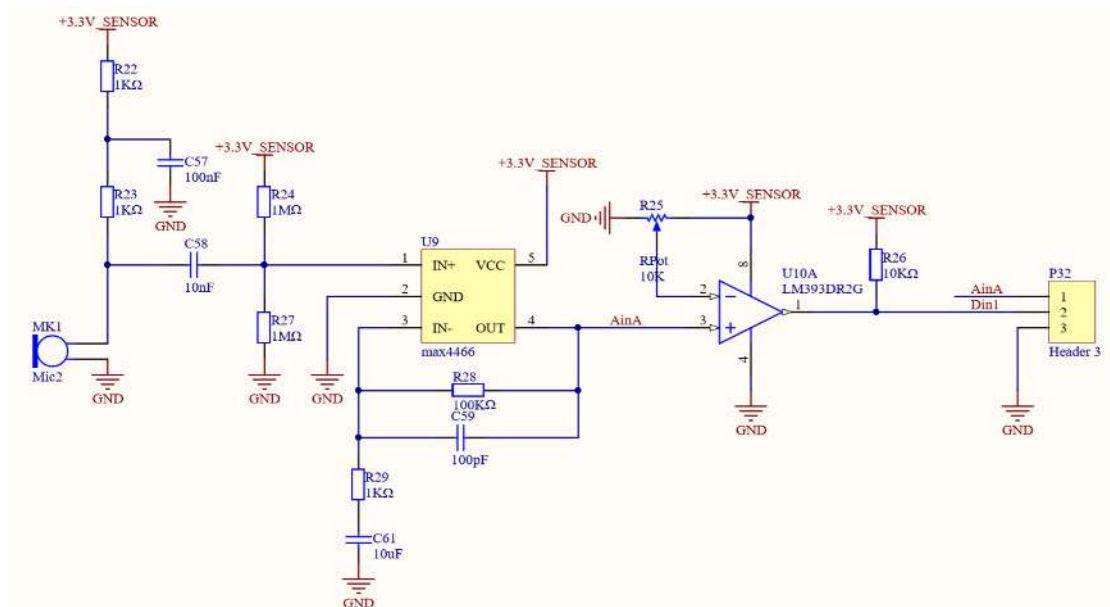 +3.3V_SENSOR
R22
1KΩ
C57
100nF
GND
R23
1KΩ
+3.3V_SENSOR
R24
1MΩ
C58
10nF
R27
1MΩ
GND
MK1
Mic2
GND
+3.3V_SENSOR
U9
1
IN+
VCC
5
2
GND
3
IN-
OUT
4
max4466
GND
AinA
R28
100KΩ
C59
100pF
R29
1KΩ
C61
10uF
GND
+3.3V_SENSOR
GND
R25
RPot
10K
8
U10A
LM393DR2G
2
3
1
4
GND
+3.3V_SENSOR
R26
10KΩ
P32
AinA
1
Din1
2
3
Header 3
GND